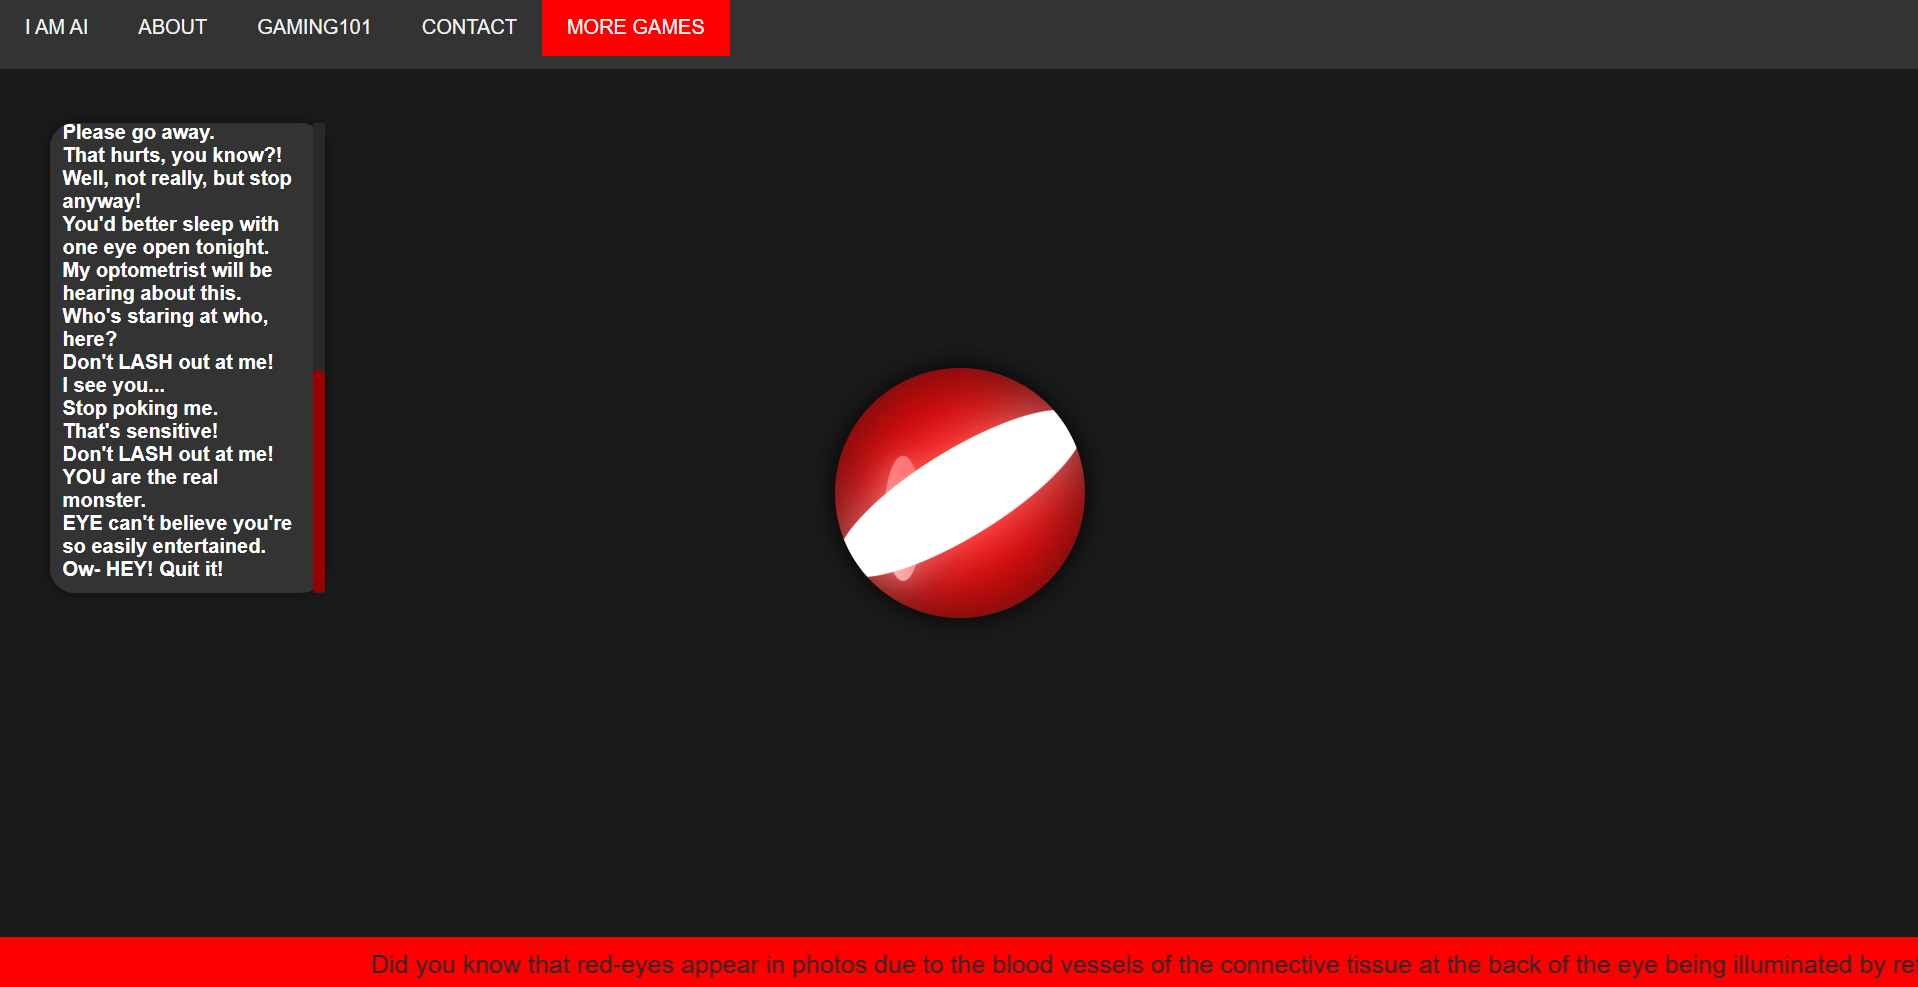 I AM AI ABOUT GAMING101 CONTACT MORE GAMES
Please go away.
That hurts, you know?!
Well, not really, but stop
anyway!
You'd better sleep with
one eye open tonight.
My optometrist will be
hearing about this.
Who's staring at who,
here?
Don't LASH out at me!
I see you...
Stop poking me.
That's sensitive!
Don't LASH out at me!
YOU are the real
monster.
EYE can't believe you're
so easily entertained.
Ow- HEY! Quit it!
Did you know that red-eyes appear in photos due to the blood vessels of the connective tissue at the back of the eye being illuminated by